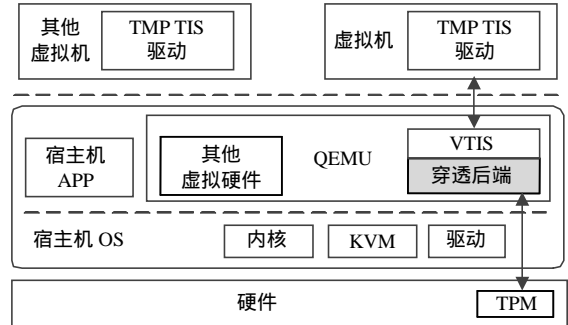 其他
虚拟机
TMP TIS
驱动
虚拟机
TMP TIS
驱动
宿主机
APP
其他
虚拟硬件
QEMU
VTIS
穿透后端
宿主机 OS
内核
KVM
驱动
硬件
TPM